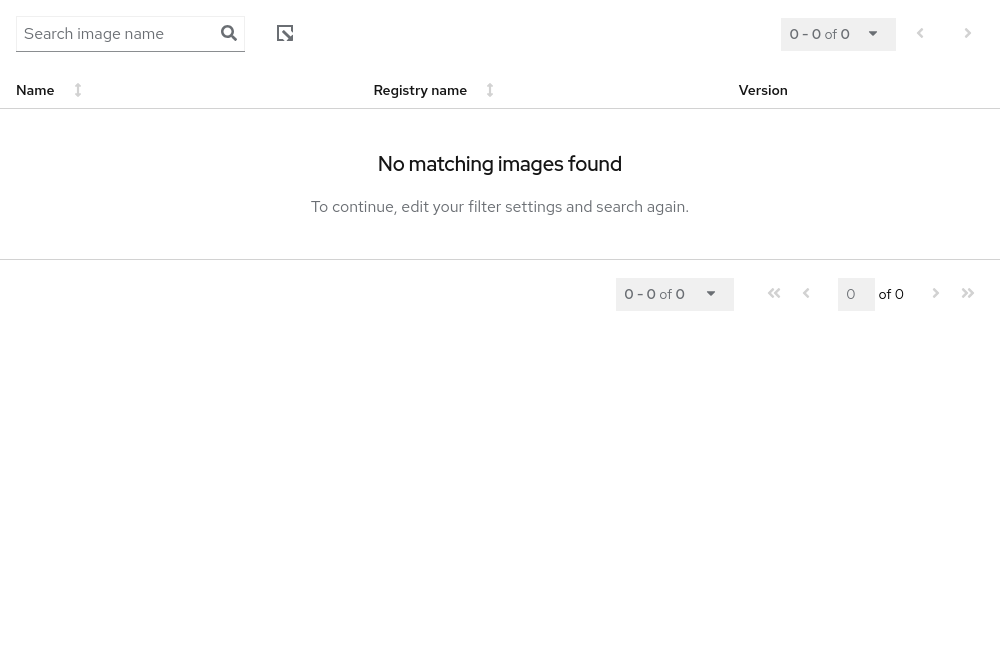 Search image name
0 - 0 of 0
Name
Registry name
Version
No matching images found
To continue, edit your filter settings and search again.
0 - 0 of 0
0
of 0